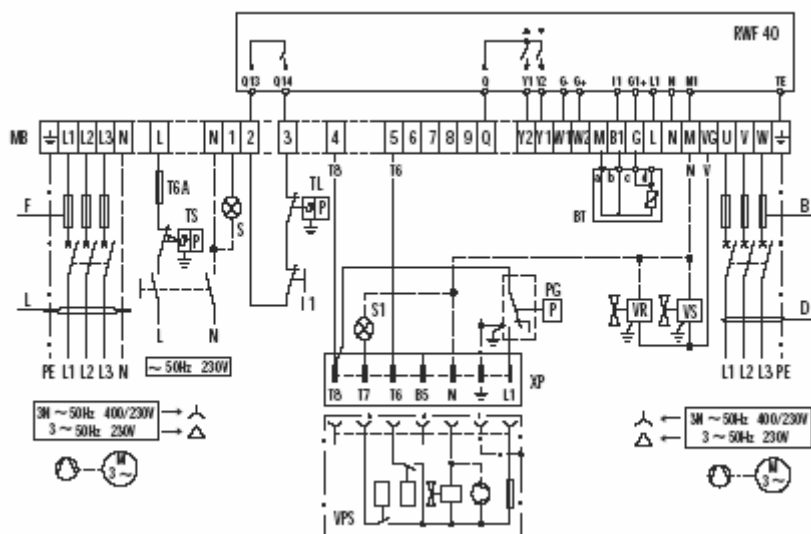 RWF 40
Q13 Q14 Q Y1 Y2 G- G+ I1 G1+ L1 N M1 TE
MB L1 L2 L3 N L N 1 2 3 4 5 6 7 8 9 Q Y2 Y1 W1 W2 M B1 G L N M VG U V W
T8 T6 N V
T6A TL a b c d
F TS P S P BT B
PG
S1 P VR VS
L I1 D
L N
PE L1 L2 L3 N ~ 50Hz 230V XP L1 L2 L3 PE
T8 T7 T6 B5 N L1
3N ~ 50Hz 400/230V
3 ~ 50Hz 230V
3N ~ 50Hz 400/230V
3 ~ 50Hz 230V
M
3 ~
VPS
M
3 ~